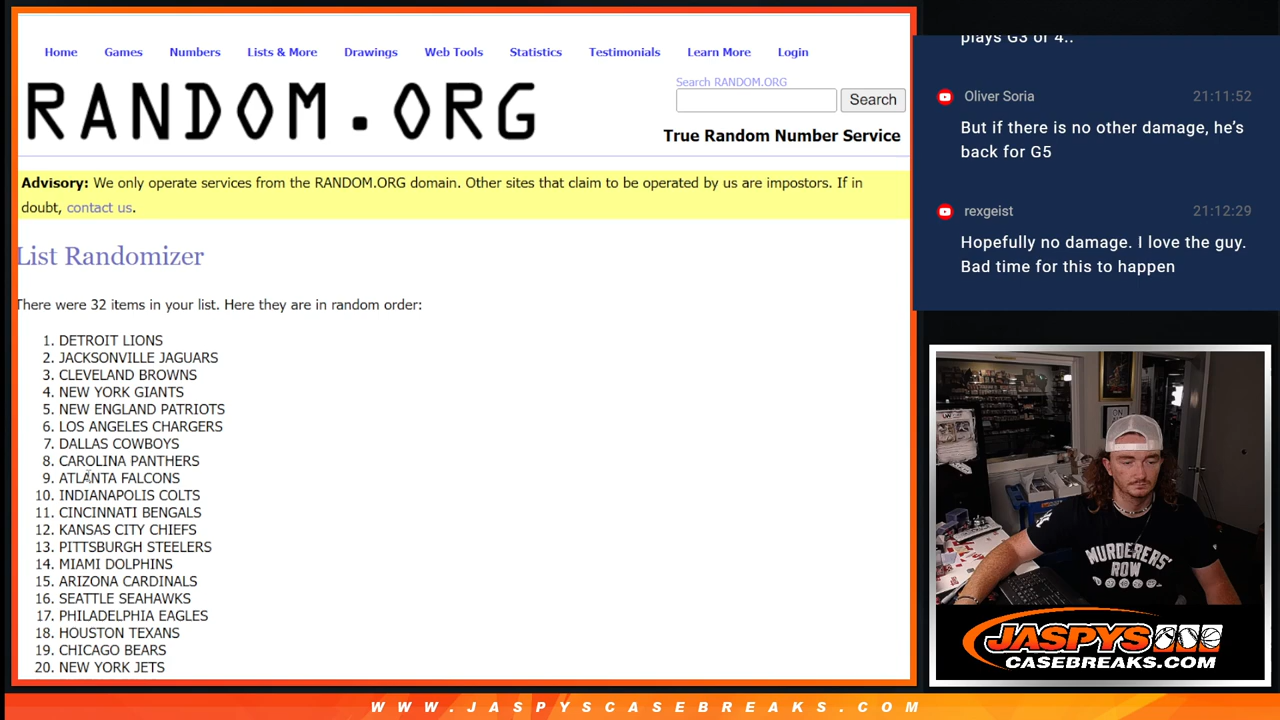 Home Games Numbers Lists & More Drawings Web Tools Statistics Testimonials Learn More Login
RANDOM.ORG
Search RANDOM.ORG
Search
True Random Number Service
Advisory: We only operate services from the RANDOM.ORG domain. Other sites that claim to be operated by us are impostors. If in
doubt, contact us.
List Randomizer
There were 32 items in your list. Here they are in random order:
1. DETROIT LIONS
2. JACKSONVILLE JAGUARS
3. CLEVELAND BROWNS
4. NEW YORK GIANTS
5. NEW ENGLAND PATRIOTS
6. LOS ANGELES CHARGERS
7. DALLAS COWBOYS
8. CAROLINA PANTHERS
9. ATLANTA FALCONS
10. INDIANAPOLIS COLTS
11. CINCINNATI BENGALS
12. KANSAS CITY CHIEFS
13. PITTSBURGH STEELERS
14. MIAMI DOLPHINS
15. ARIZONA CARDINALS
16. SEATTLE SEAHAWKS
17. PHILADELPHIA EAGLES
18. HOUSTON TEXANS
19. CHICAGO BEARS
20. NEW YORK JETS
plays G3 or 4..
Oliver Soria 21:11:52
But if there is no other damage, he's
back for G5
rexgeist 21:12:29
Hopefully no damage. I love the guy.
Bad time for this to happen
MURDERERS'
ROW
JASPYS
CASEBREAKS.COM
WWW.JASPYSCASEBREAKS.COM